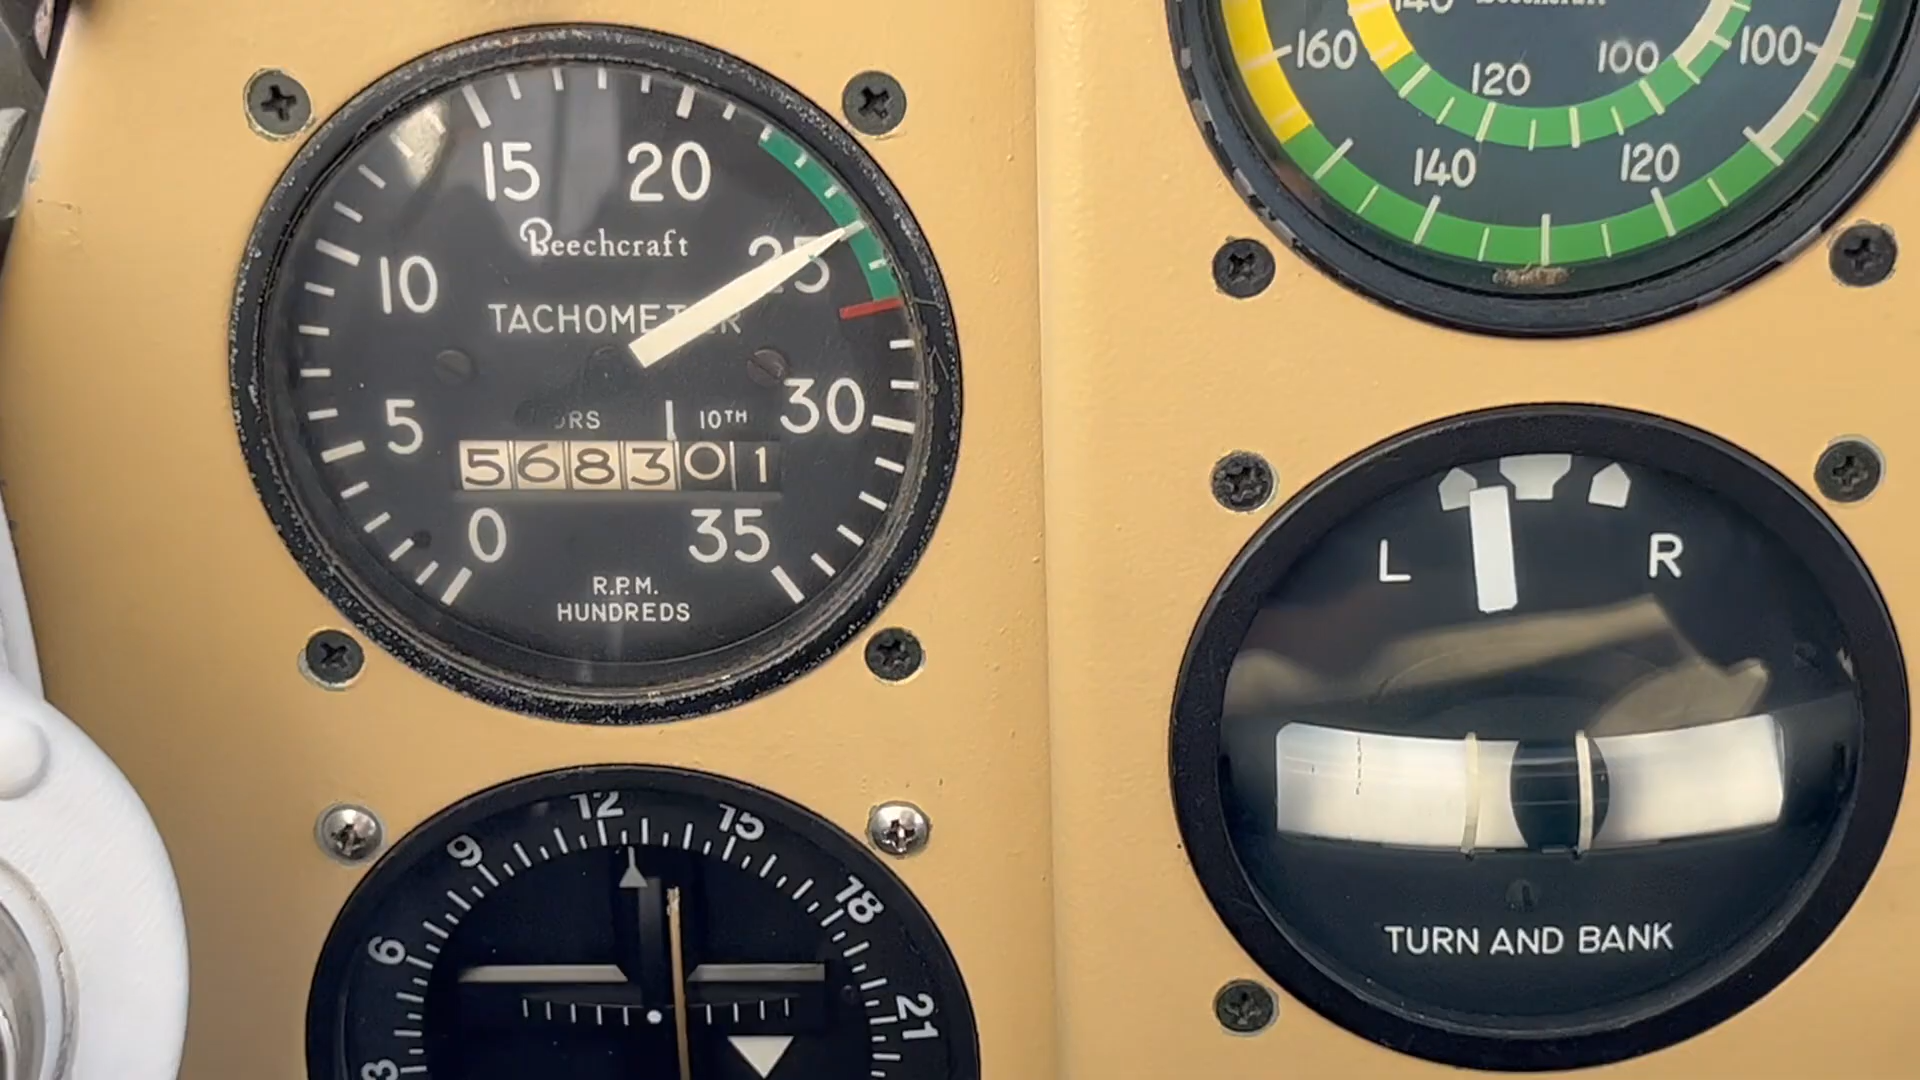 15 20
Beechcraft
10 25
TACHOMETER
5 30
10TH
5 6 8 3 0 1
0 35
R.P.M.
HUNDREDS
140
160 100 100
120
140 120
L R
TURN AND BANK
12 15
9 18
6 21
3